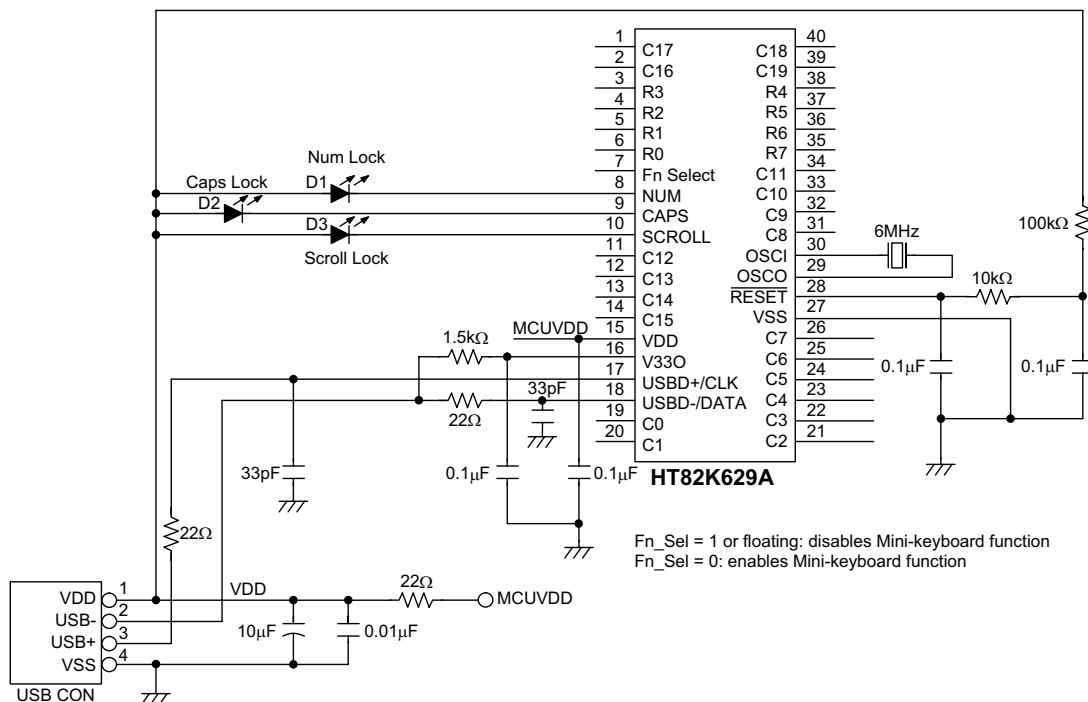 1 C17
2 C16
3 R3
4 R2
5 R1
6 R0
7 Fn Select
8 NUM
9 CAPS
10 SCROLL
11 C12
12 C13
13 C14
14 C15
15 VDD
16 V33O
17 USBD+/CLK
18 USBD-/DATA
19 C0
20 C1
C18 40
C19 39
R4 38
R5 37
R6 36
R7 35
C11 34
C10 33
C9 32
C8 31
OSCI 30
OSCO 29
RESET 28
VSS 27
C7 26
C6 25
C5 24
C4 23
C3 22
C2 21
HT82K629A
Num Lock
D1
Caps Lock
D2
D3
Scroll Lock
6MHz
100kΩ
10kΩ
0.1μF
0.1μF
MCUVDD
1.5kΩ
22Ω
33pF
33pF
0.1μF
0.1μF
22Ω
Fn_Sel = 1 or floating: disables Mini-keyboard function
Fn_Sel = 0: enables Mini-keyboard function
VDD 1
USB- 2
USB+ 3
VSS 4
USB CON
VDD
22Ω
MCUVDD
10μF
0.01μF